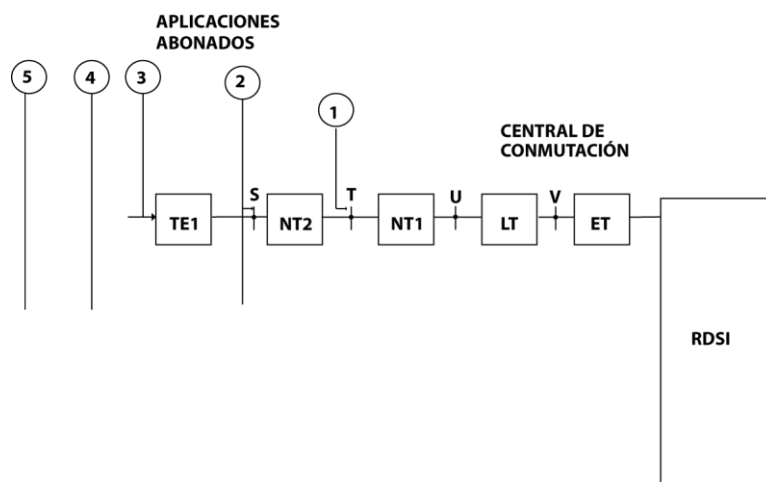 APLICACIONES
ABONADOS
5
4
3
2
1
CENTRAL DE
CONMUTACIÓN
S
T
U
V
TE1
NT2
NT1
LT
ET
RDSI